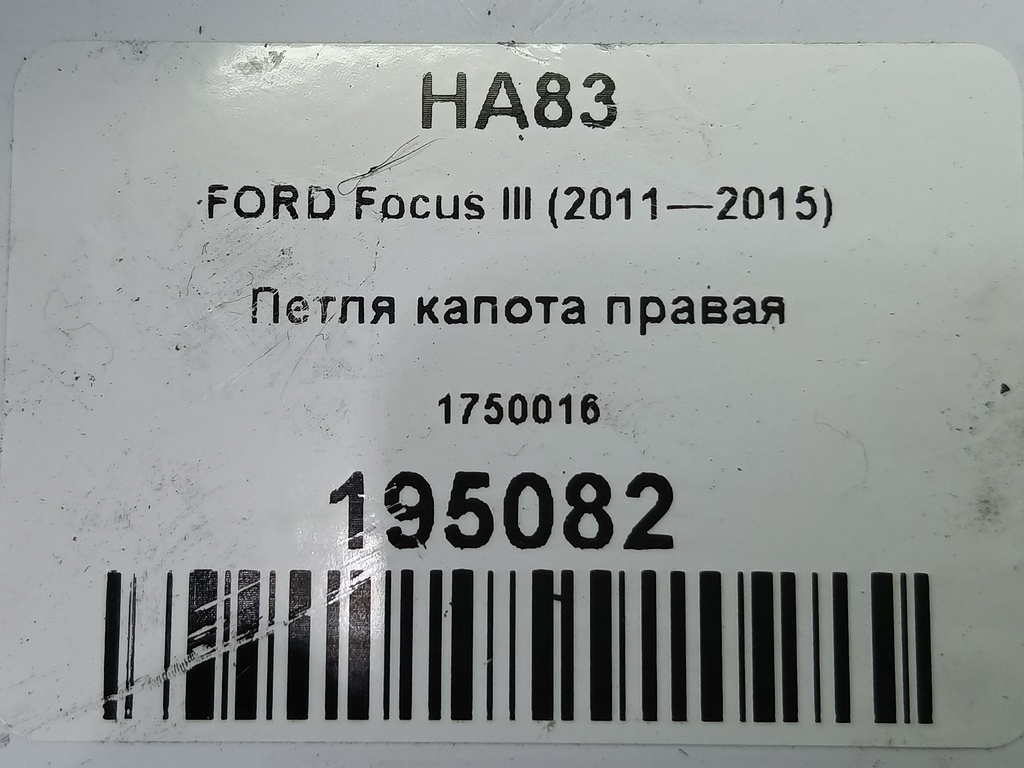 HA83
FORD Focus III (2011—2015)
Петля капота правая
1750016
195082